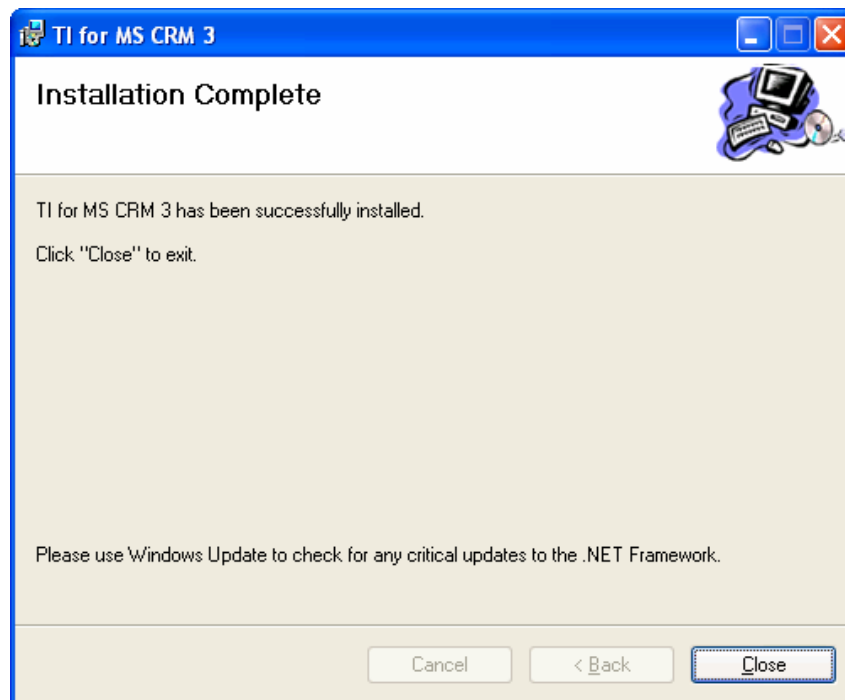 TI for MS CRM 3
Installation Complete
TI for MS CRM 3 has been successfully installed.
Click "Close" to exit.
Please use Windows Update to check for any critical updates to the .NET Framework.
Cancel
< Back
Close